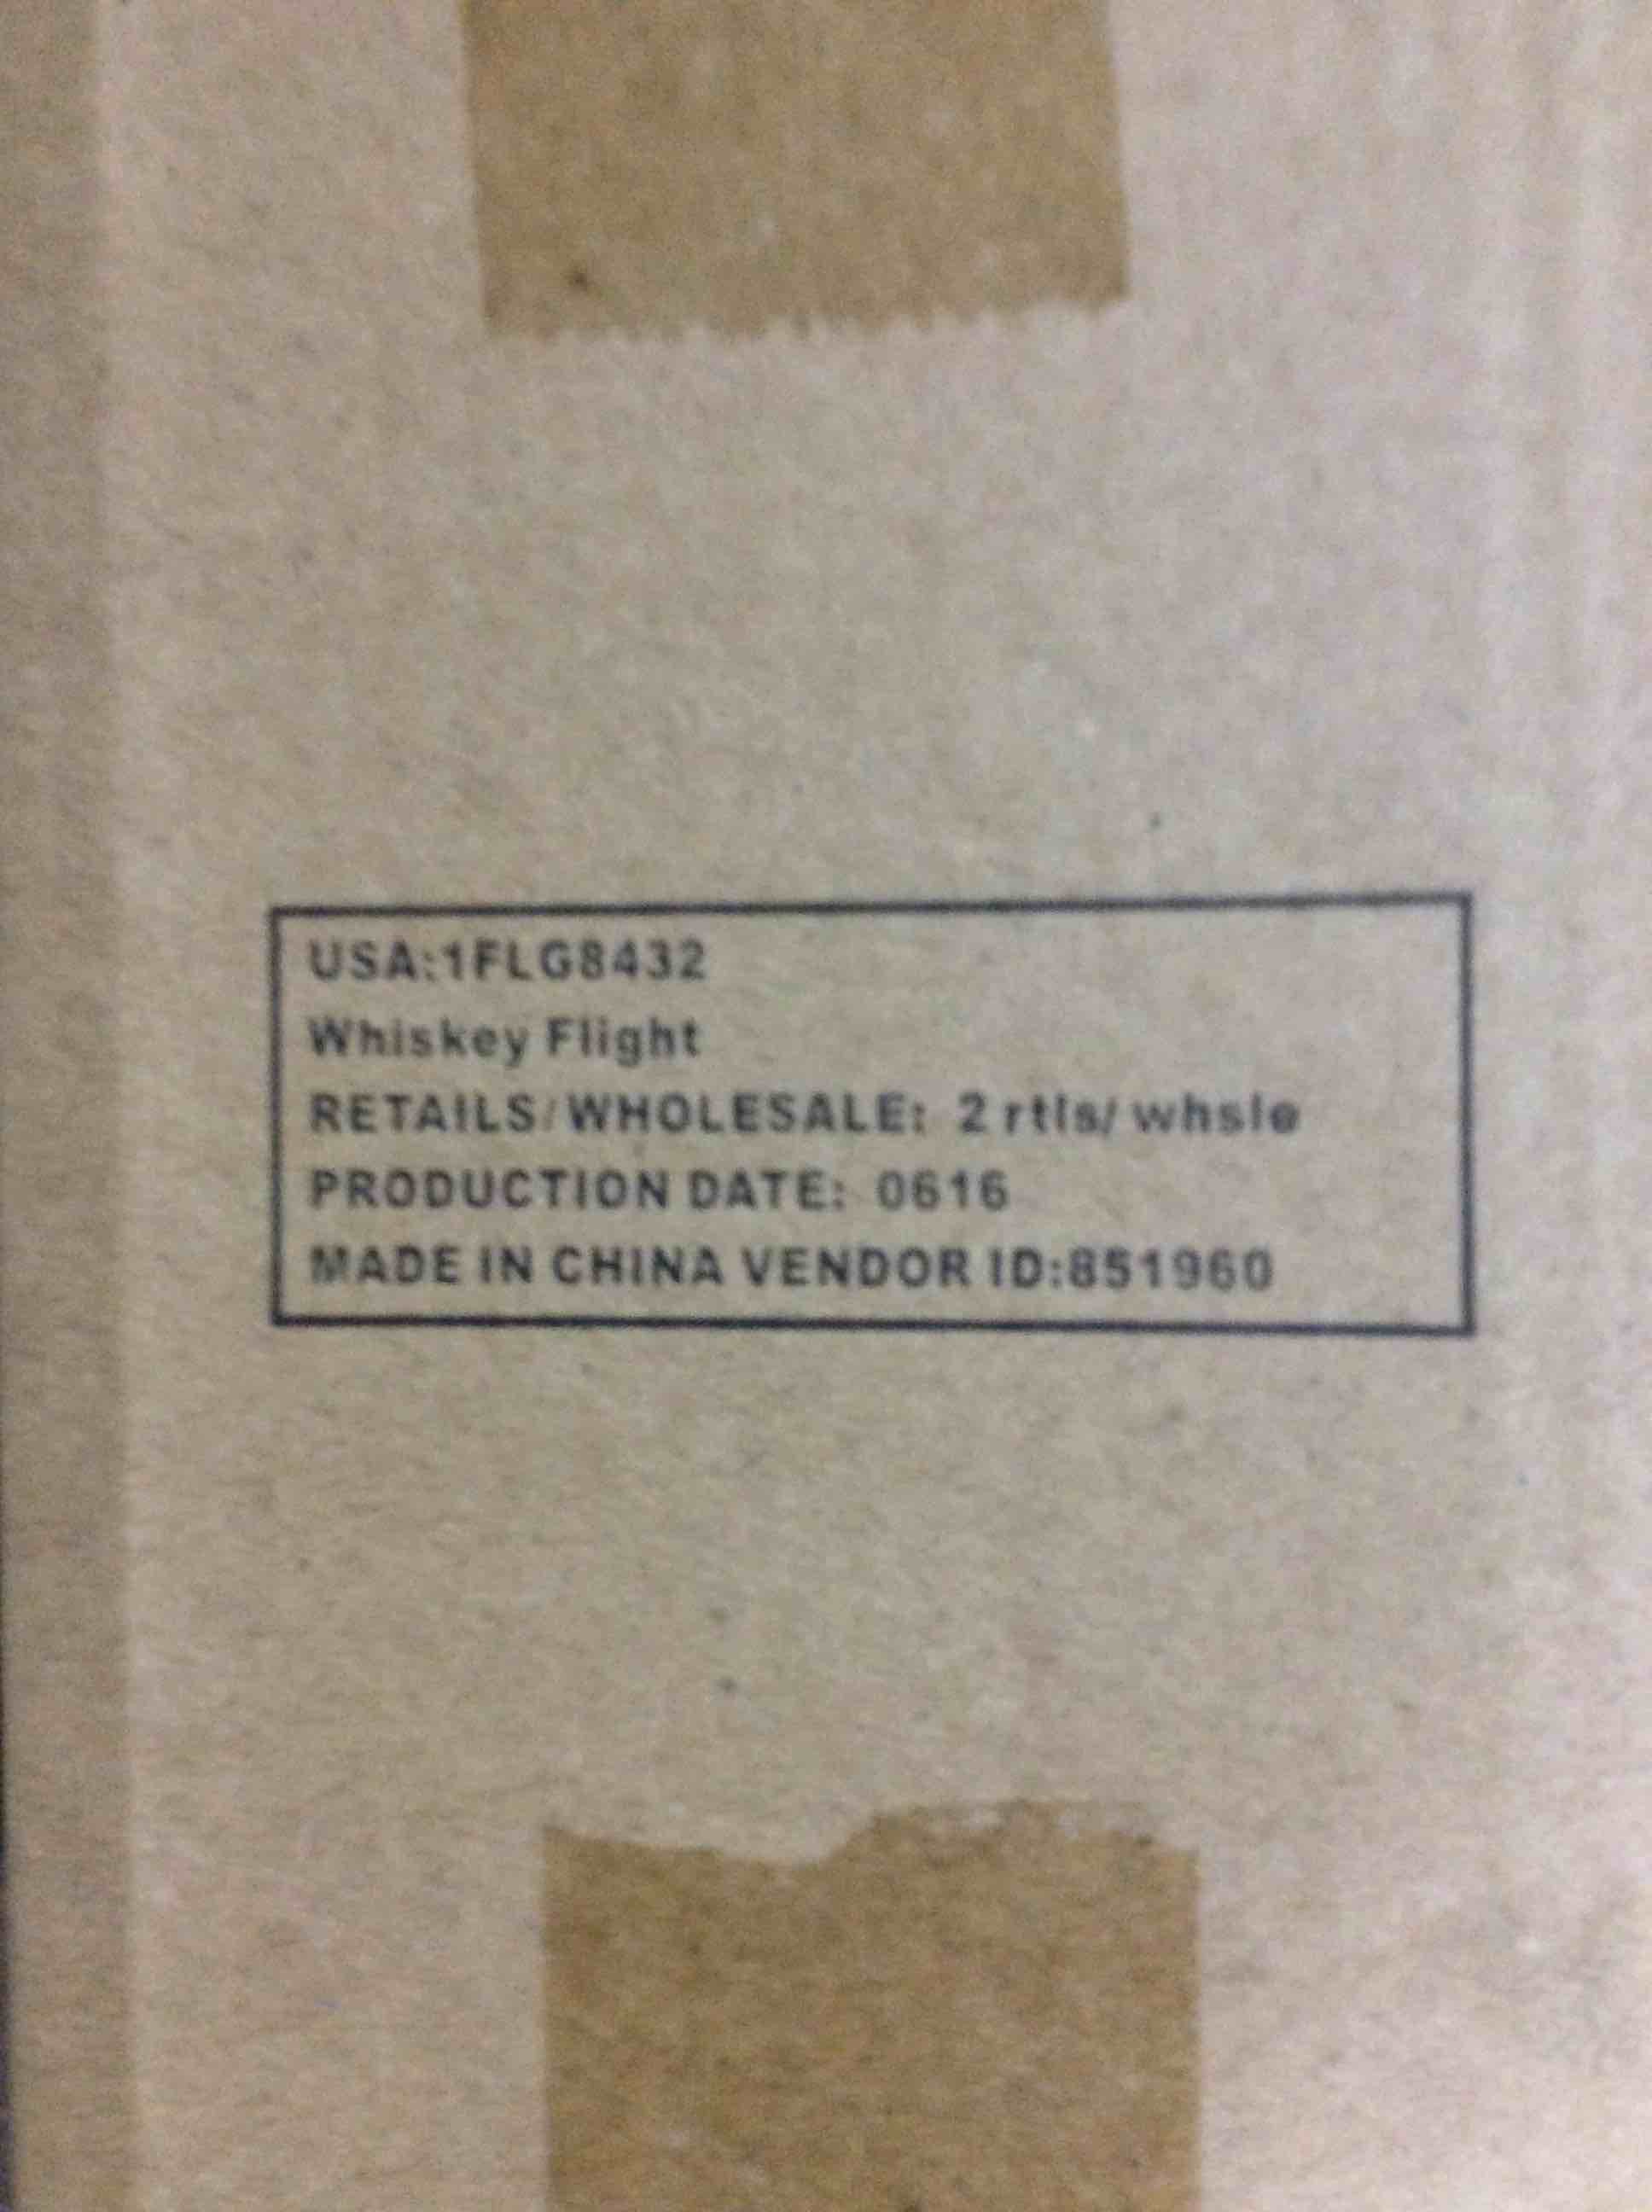 USA:1FLG8432
Whiskey Flight
RETAILS/WHOLESALE: 2 rtls/ whsle
PRODUCTION DATE: 0616
MADE IN CHINA VENDOR ID:851960